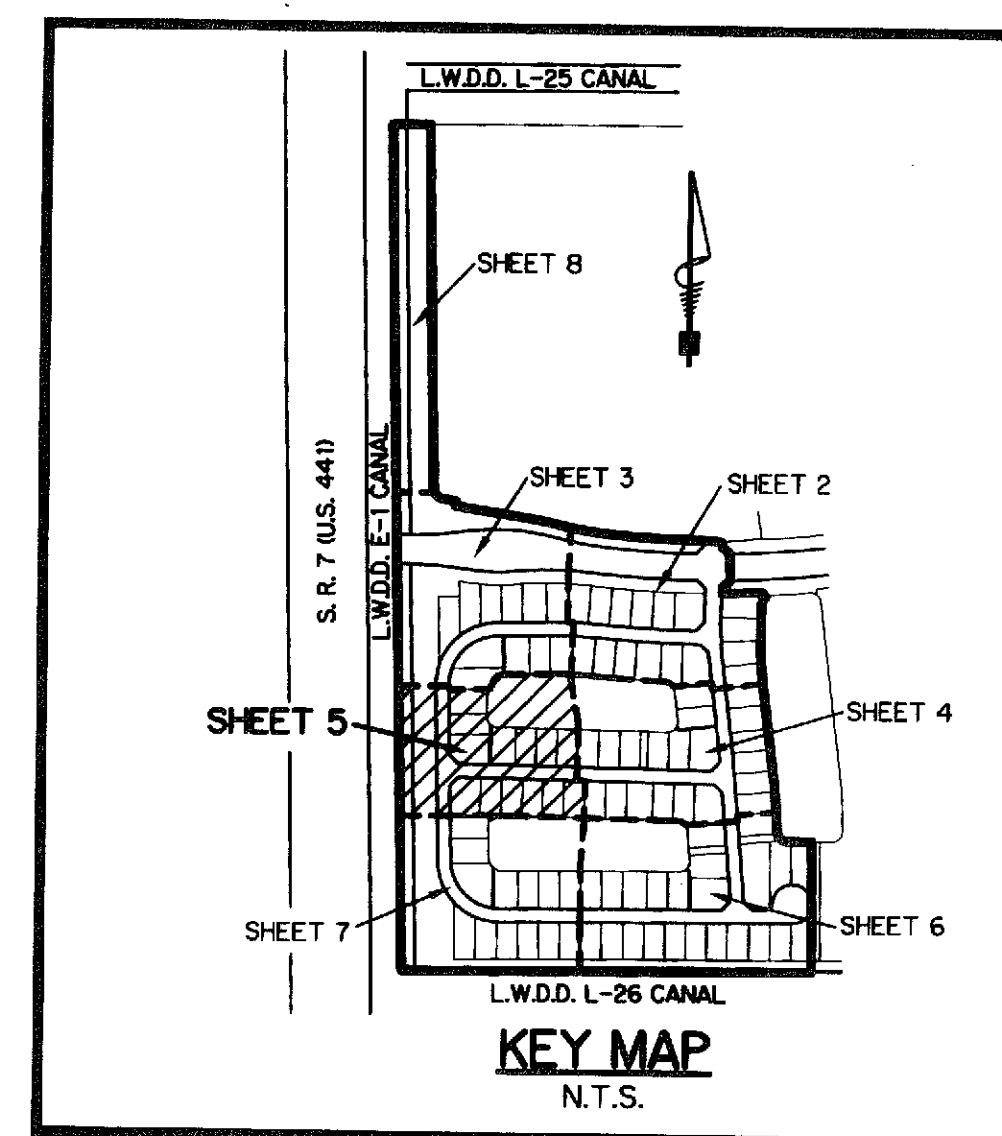 L.W.D.D. L-25 CANAL
SHEET 8
S. R. 7 (U.S. 441)
L.W.D.D. E-1 CANAL
SHEET 3
SHEET 2
SHEET 5
SHEET 4
SHEET 7
SHEET 6
L.W.D.D. L-26 CANAL
KEY MAP
N.T.S.